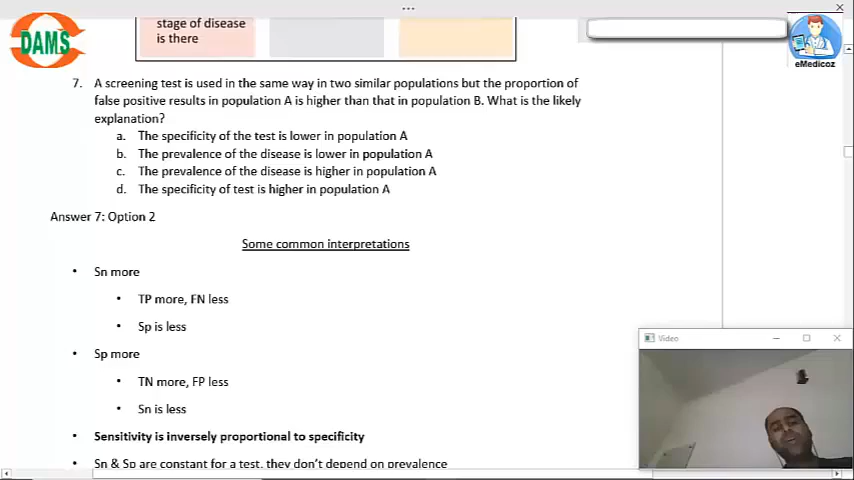 stage of disease
is there
DAMS
eMedicoz
7. A screening test is used in the same way in two similar populations but the proportion of
false positive results in population A is higher than that in population B. What is the likely
explanation?
a. The specificity of the test is lower in population A
b. The prevalence of the disease is lower in population A
c. The prevalence of the disease is higher in population A
d. The specificity of test is higher in population A
Answer 7: Option 2
Some common interpretations
• Sn more
• TP more, FN less
• Sp is less
• Sp more
• TN more, FP less
• Sn is less
• Sensitivity is inversely proportional to specificity
• Sn & Sp are constant for a test, they don't depend on prevalence
Video